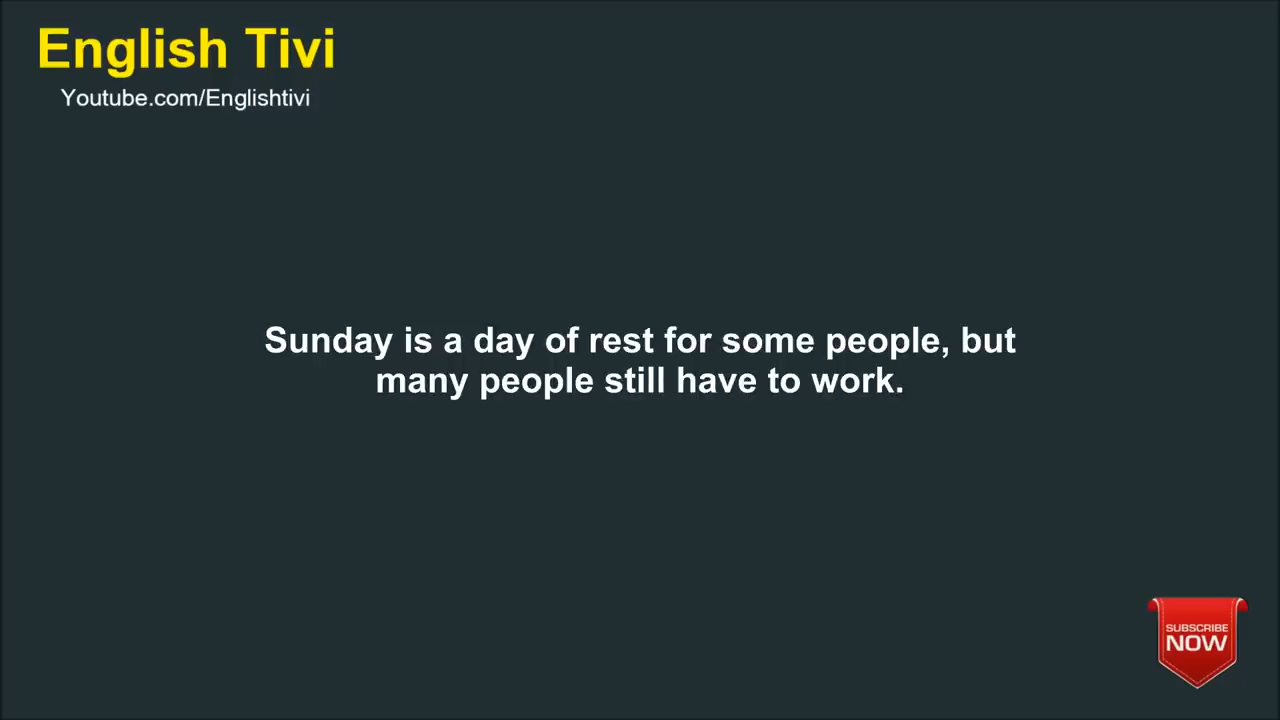 English Tivi
Youtube.com/Englishtivi
Sunday is a day of rest for some people, but
many people still have to work.
SUBSCRIBE
NOW